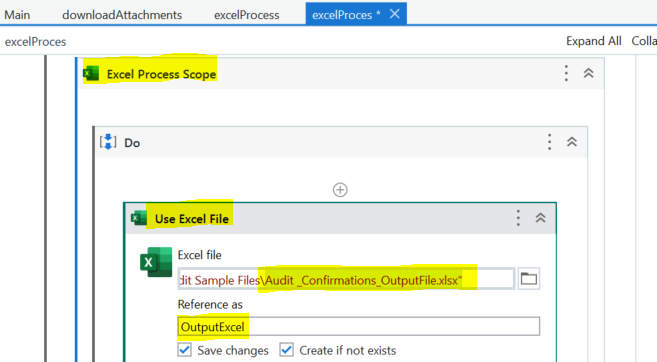 Main downloadAttachments excelProcess excelProces *
excelProces Expand All Colla
Excel Process Scope
Do
Use Excel File
Excel file
dit Sample Files\Audit _Confirmations_OutputFile.xlsx"
Reference as
OutputExcel
Save changes Create if not exists